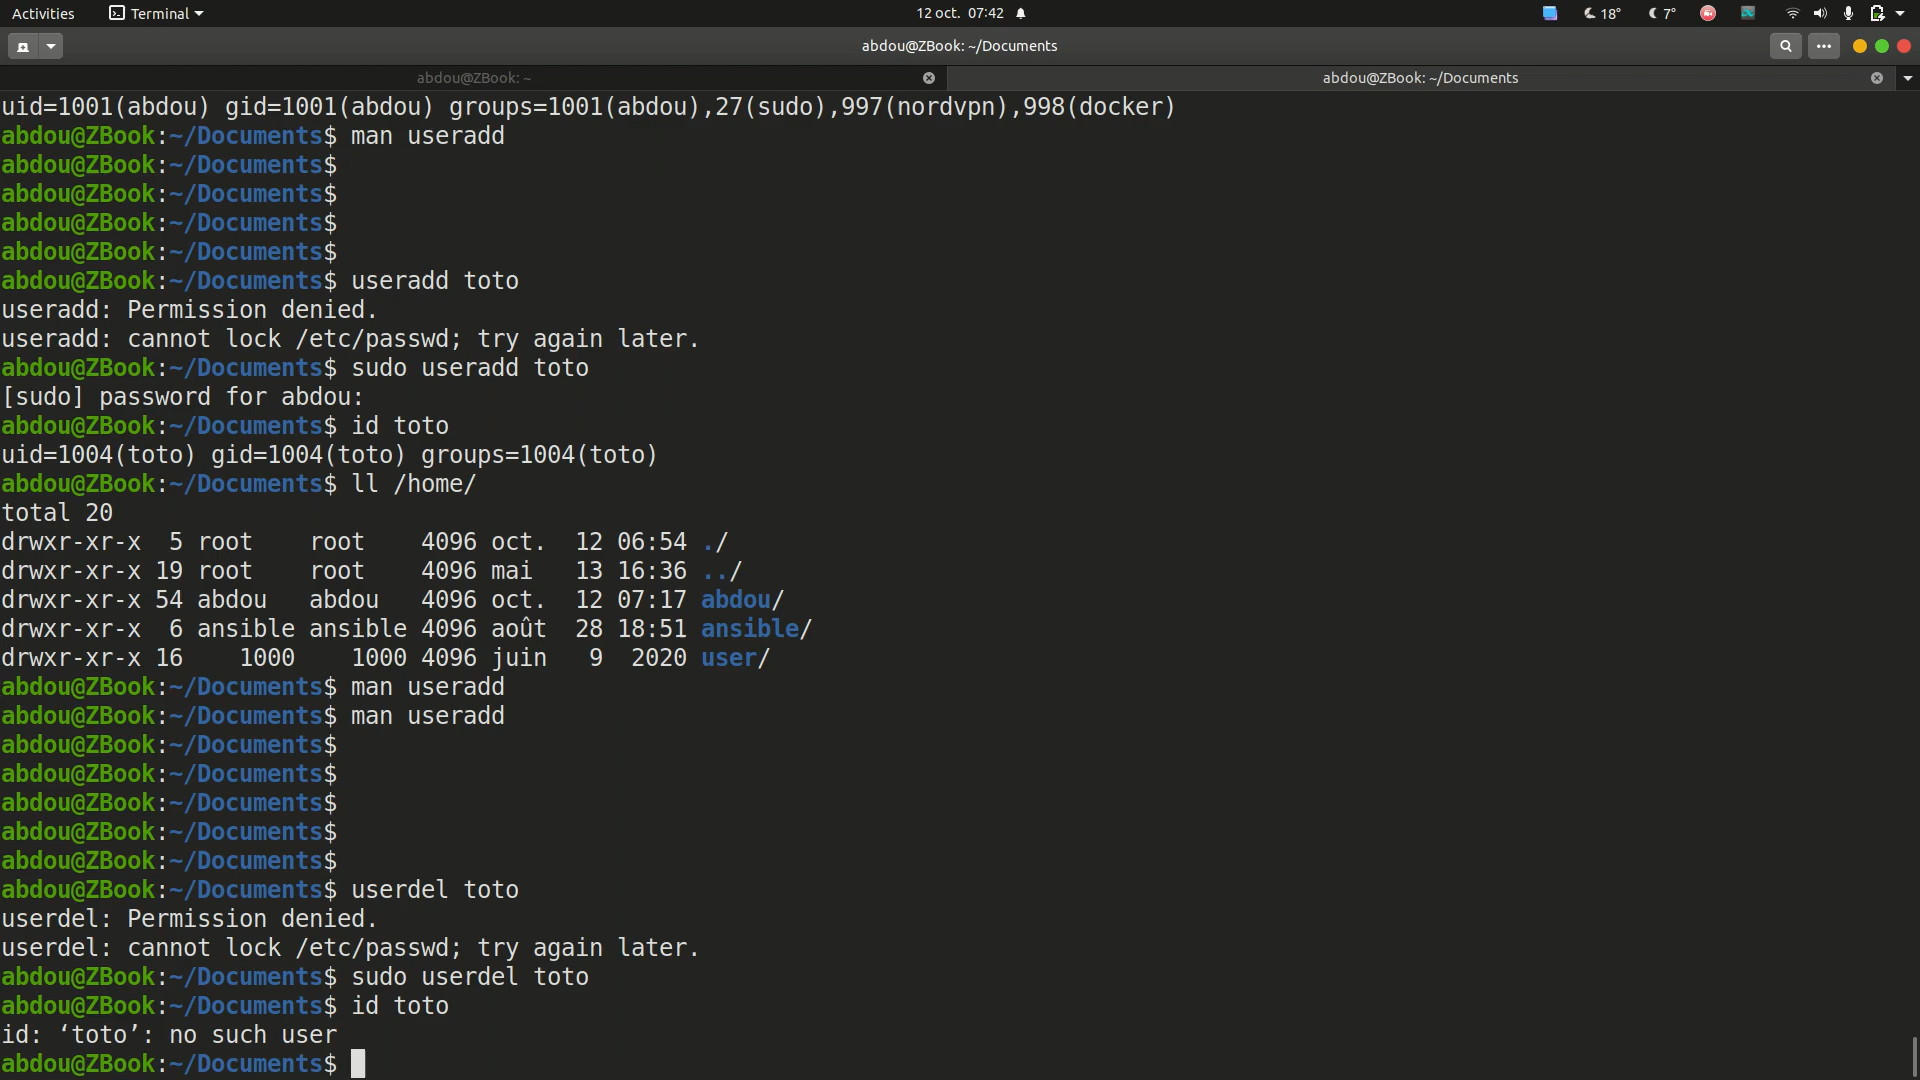 Activities Terminal 12 oct. 07:42 18° 7°
abdou@ZBook: ~/Documents
abdou@ZBook: ~ abdou@ZBook: ~/Documents
uid=1001(abdou) gid=1001(abdou) groups=1001(abdou),27(sudo),997(nordvpn),998(docker)
abdou@ZBook:~/Documents$ man useradd
abdou@ZBook:~/Documents$
abdou@ZBook:~/Documents$
abdou@ZBook:~/Documents$
abdou@ZBook:~/Documents$
abdou@ZBook:~/Documents$ useradd toto
useradd: Permission denied.
useradd: cannot lock /etc/passwd; try again later.
abdou@ZBook:~/Documents$ sudo useradd toto
[sudo] password for abdou:
abdou@ZBook:~/Documents$ id toto
uid=1004(toto) gid=1004(toto) groups=1004(toto)
abdou@ZBook:~/Documents$ ll /home/
total 20
drwxr-xr-x  5 root    root    4096 oct.  12 06:54 ./
drwxr-xr-x 19 root    root    4096 mai   13 16:36 ../
drwxr-xr-x 54 abdou   abdou   4096 oct.  12 07:17 abdou/
drwxr-xr-x  6 ansible ansible 4096 août  28 18:51 ansible/
drwxr-xr-x 16    1000    1000 4096 juin   9  2020 user/
abdou@ZBook:~/Documents$ man useradd
abdou@ZBook:~/Documents$ man useradd
abdou@ZBook:~/Documents$
abdou@ZBook:~/Documents$
abdou@ZBook:~/Documents$
abdou@ZBook:~/Documents$
abdou@ZBook:~/Documents$
abdou@ZBook:~/Documents$ userdel toto
userdel: Permission denied.
userdel: cannot lock /etc/passwd; try again later.
abdou@ZBook:~/Documents$ sudo userdel toto
abdou@ZBook:~/Documents$ id toto
id: ‘toto’: no such user
abdou@ZBook:~/Documents$